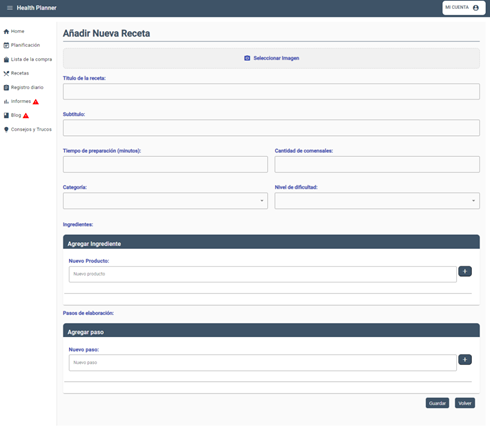 Health Planner
MI CUENTA
Home
Planificación
Lista de la compra
Recetas
Registro diario
Informes
Blog
Consejos y Trucos
Añadir Nueva Receta
Seleccionar Imagen
Título de la receta:
Subtítulo:
Tiempo de preparación (minutos):
Cantidad de comensales:
Categoría:
Nivel de dificultad:
Ingredientes:
Agregar Ingrediente
Nuevo Producto:
Nuevo producto
+
Pasos de elaboración:
Agregar paso
Nuevo paso:
Nuevo paso
+
Guardar
Volver